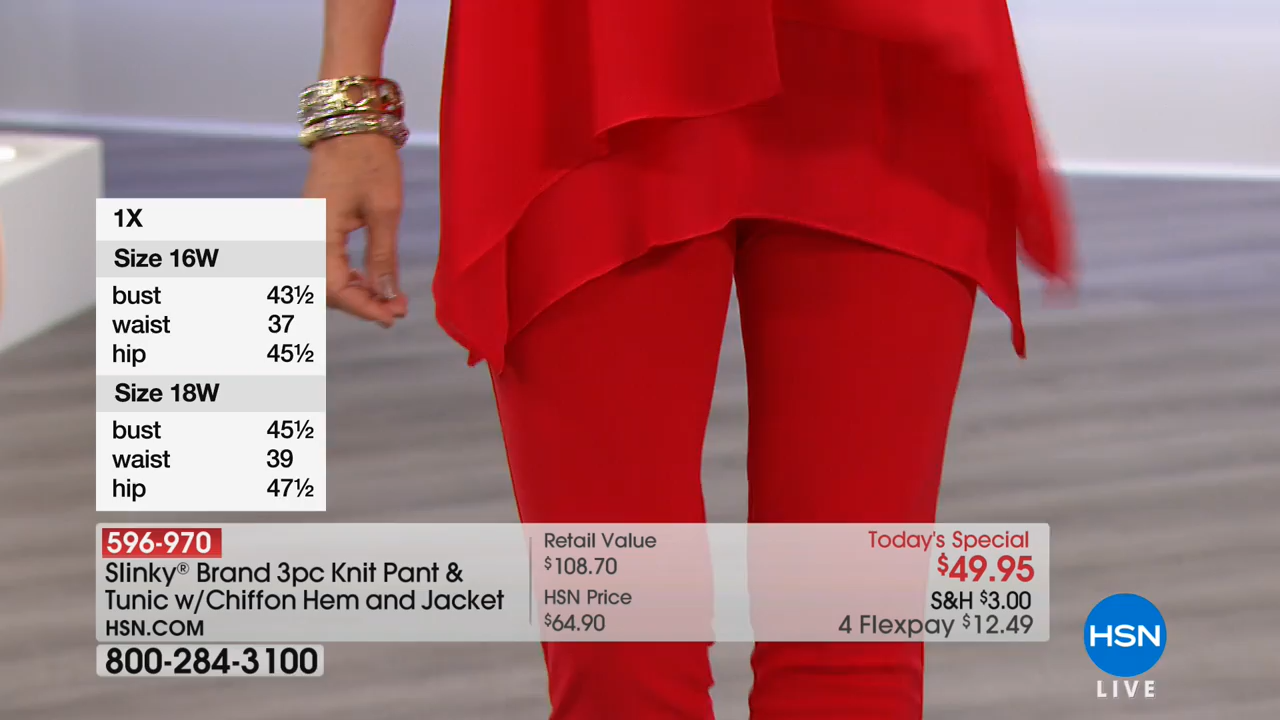 1X
Size 16W
bust 43½
waist 37
hip 45½
Size 18W
bust 45½
waist 39
hip 47½
596-970
Slinky® Brand 3pc Knit Pant &
Tunic w/Chiffon Hem and Jacket
HSN.COM
800-284-3100
Retail Value
$108.70
HSN Price
$64.90
Today's Special
$49.95
S&H $3.00
4 Flexpay $12.49
HSN
LIVE